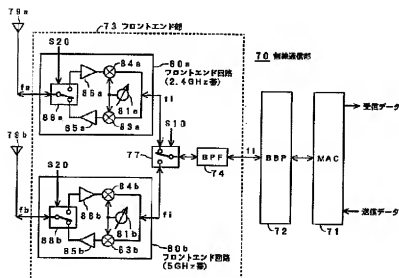 79a
73 フロントエンド部
S20
86a
84a
80a
フロントエンド回路
(2.4GHz帯)
70 無線通信部
fa
88a
85a
81a
83a
fi
受信データ
79b
S10
77
BPF
74
fi
BBP
MAC
S20
86b
84b
fb
88b
85b
81b
83b
fi
72
71
送信データ
80b
フロントエンド回路
(5GHz帯)